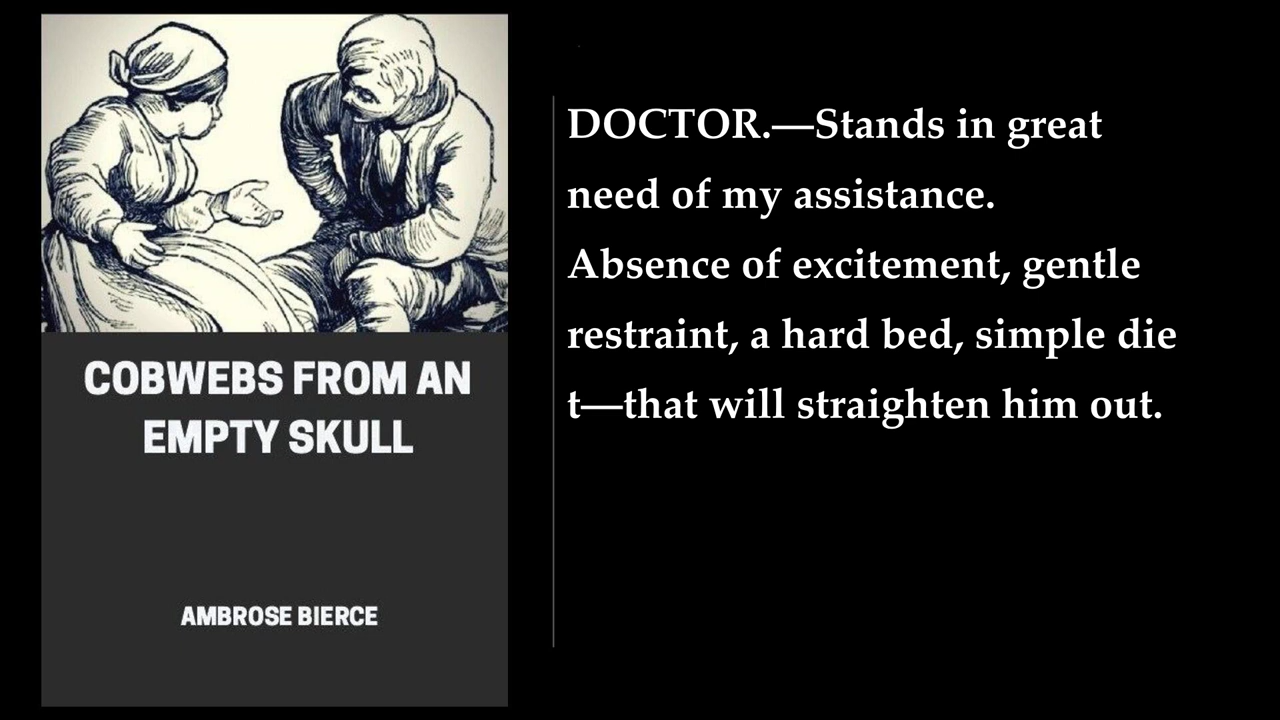 COBWEBS FROM AN
EMPTY SKULL
AMBROSE BIERCE
DOCTOR.—Stands in great
need of my assistance.
Absence of excitement, gentle
restraint, a hard bed, simple die
t—that will straighten him out.